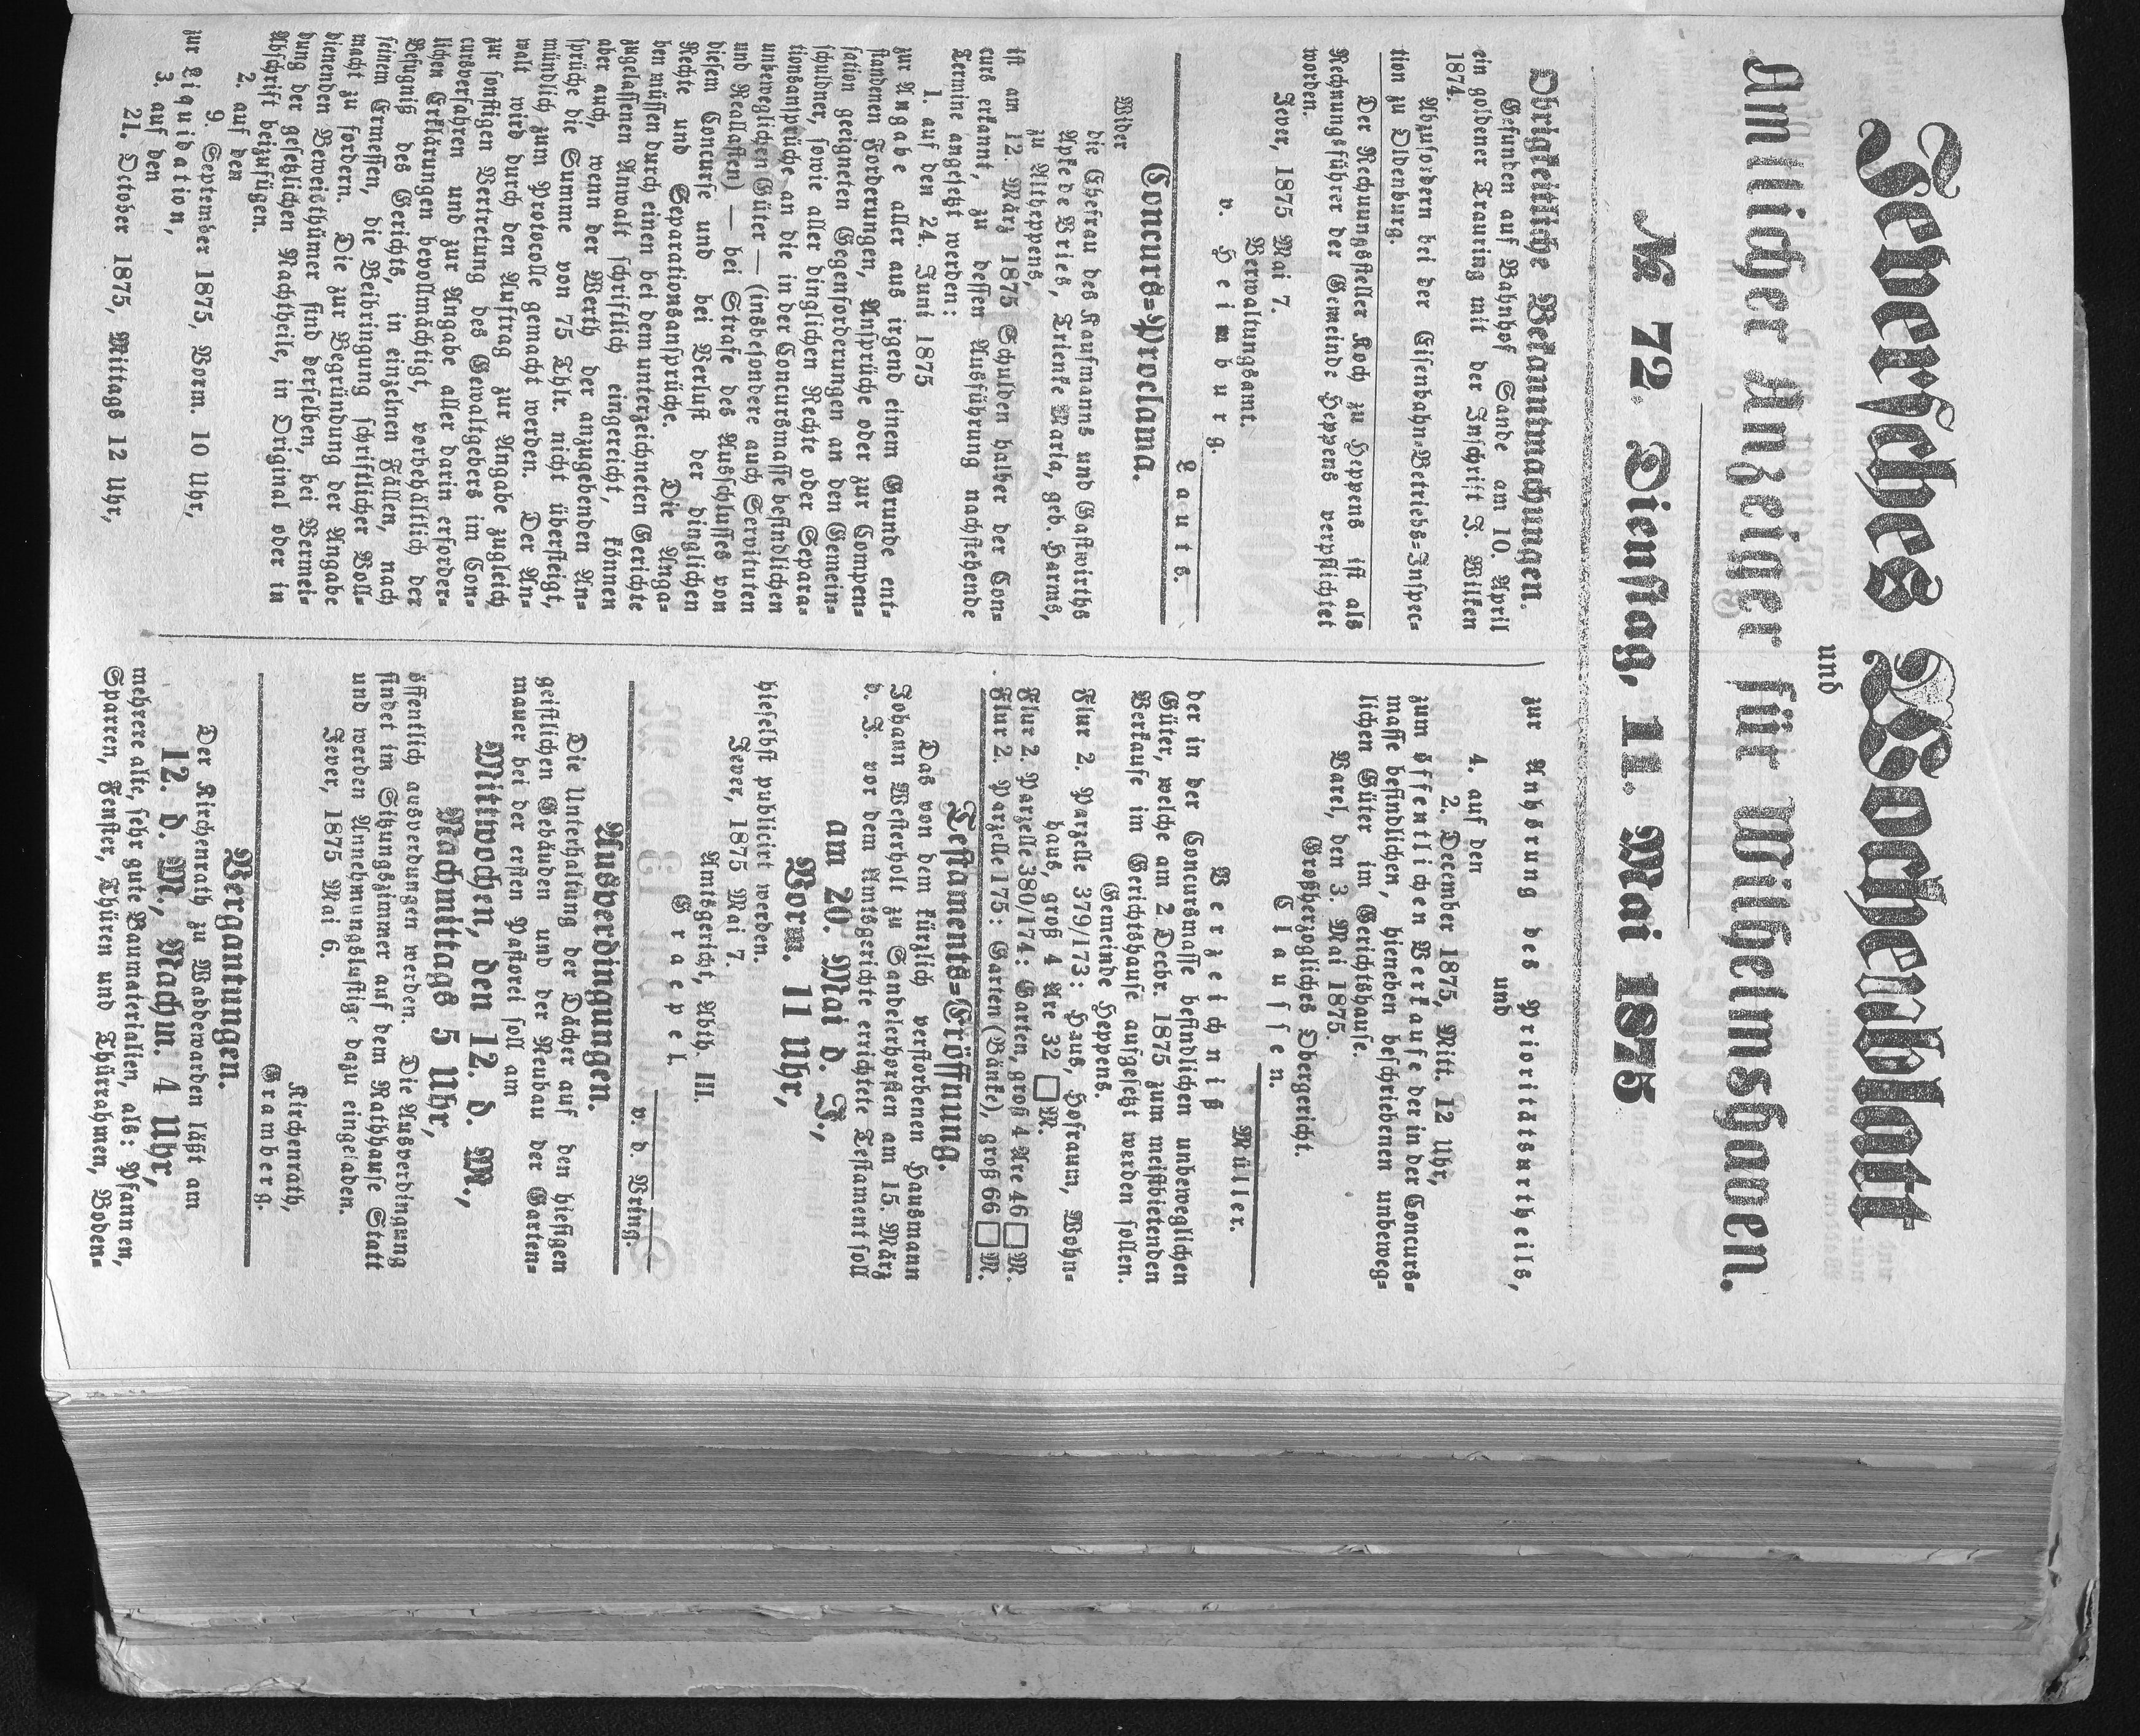 Jeversches Wochenblatt
und
Amtlicher Anzeiger für Wilhelmshaven.
№ 72. Dienstag, 11. Mai 1875
Obrigkeitliche Bekanntmachungen.
Gefunden auf Bahnhof Sande am 10. April
ein goldener Trauring mit der Inschrift J. Wilken
1874.
Abzufordern bei der Eisenbahn-Betriebs-Inspec-
tion zu Oldenburg.
Der Rechnungssteller Koch zu Heppens ist als
Rechnungsführer der Gemeinde Heppens verpflichtet
worden.
Jever, 1875 Mai 7.
Verwaltungsamt.
v. Heimburg.
Lauts.
Concurs-Proclama.
Wider
die Ehefrau des Kaufmanns und Gastwirths
Apke de Bries, Trienke Maria, geb. Harms,
zu Altheppens,
ist am 12. März 1875 Schulden halber der Con-
curs erkannt, zu dessen Ausführung nachstehende
Termine angesetzt werden:
1. auf den 24. Juni 1875
zur Angabe aller aus irgend einem Grunde ent-
standenen Forderungen, Ansprüche oder zur Compen-
sation geeigneten Gegenforderungen an den Gemein-
schuldner, sowie aller dinglichen Rechte oder Separa-
tionsansprüche an die in der Concursmasse befindlichen
unbeweglichen Güter — (insbesondere auch Servituten
und Reallasten) — bei Strafe des Ausschlusses von
diesem Concurse und bei Verlust der dinglichen
Rechte und Separationsansprüche. Die Anga-
ben müssen durch einen bei dem unterzeichneten Gerichte
zugelassenen Anwalt schriftlich eingereicht, können
aber auch, wenn der Werth der anzugebenden An-
sprüche die Summe von 75 Thlr. nicht übersteigt,
mündlich zum Protocolle gemacht werden. Der An-
walt wird durch den Auftrag zur Angabe zugleich
zur sonstigen Vertretung des Gewaltgebers im Con-
cursverfahren und zur Angabe aller darin erforder-
lichen Erklärungen bevollmächtigt, vorbehältlich der
Befugniß des Gerichts, in einzelnen Fällen, nach
seinem Ermessen, die Beibringung schriftlicher Voll-
macht zu fordern. Die zur Begründung der Angabe
dienenden Beweisthümer sind derselben, bei Vermei-
dung der gesetzlichen Nachtheile, in Original oder in
Abschrift beizufügen.
2. auf den
9. September 1875, Vorm. 10 Uhr,
zur Liquidation,
3. auf den
21. October 1875, Mittags 12 Uhr,
zur Anhörung des Prioritätsurtheils,
und
4. auf den
2. December 1875, Mitt. 12 Uhr,
zum öffentlichen Verkaufe der in der Concurs-
masse befindlichen, hieneben beschriebenen unbeweg-
lichen Güter im Gerichtshause.
Varel, den 3. Mai 1875.
Großherzogliches Obergericht.
Claussen.
Müller.
Verzeichniß
der in der Concursmasse befindlichen unbeweglichen
Güter, welche am 2 Decbr. 1875 zum meistbietenden
Verkaufe im Gerichtshause aufgesetzt werden sollen.
Gemeinde Heppens.
Flur 2. Parzelle 379/173: Haus, Hofraum, Wohn-
haus, groß 4 Are 32 □ M.
Flur 2. Parzelle 380/174: Garten, groß 4 Are 46 □ M.
Flur 2. Parzelle 175: Garten (Bänke), groß 66 □ M.
Testaments-Eröffnung.
Das von dem kürzlich verstorbenen Hausmann
Johann Westerholt zu Sandelerhorsten am 15. März
d. J. vor dem Amtsgerichte errichtete Testament soll
am 20. Mai d. J.,
Vorm. 11 Uhr,
hieselbst publicirt werden.
Jever, 1875 Mai 7.
Amtsgericht, Abth. III.
Graepel.
v. d. Bring.
Ausverdingungen.
Die Unterhaltung der Dächer auf den hiesigen
geistlichen Gebäuden und der Neubau der Garten-
mauer bei der ersten Pastorei soll am
Mittwochen, den 12. d. M.,
Nachmittags 5 Uhr,
öffentlich ausverdungen werden. Die Ausverdingung
findet im Sitzungszimmer auf dem Rathhause Statt
und werden Annehmungslustige dazu eingeladen.
Jever, 1875 Mai 6.
Kirchenrath,
Gramberg.
Vergantungen.
Der Kirchenrath zu Waddewarden läßt am
12. d. M., Nachm. 4 Uhr,
mehrere alte, sehr gute Baumaterialien, als: Pfannen,
Sparren, Fenster, Thüren und Thürrahmen, Boden-